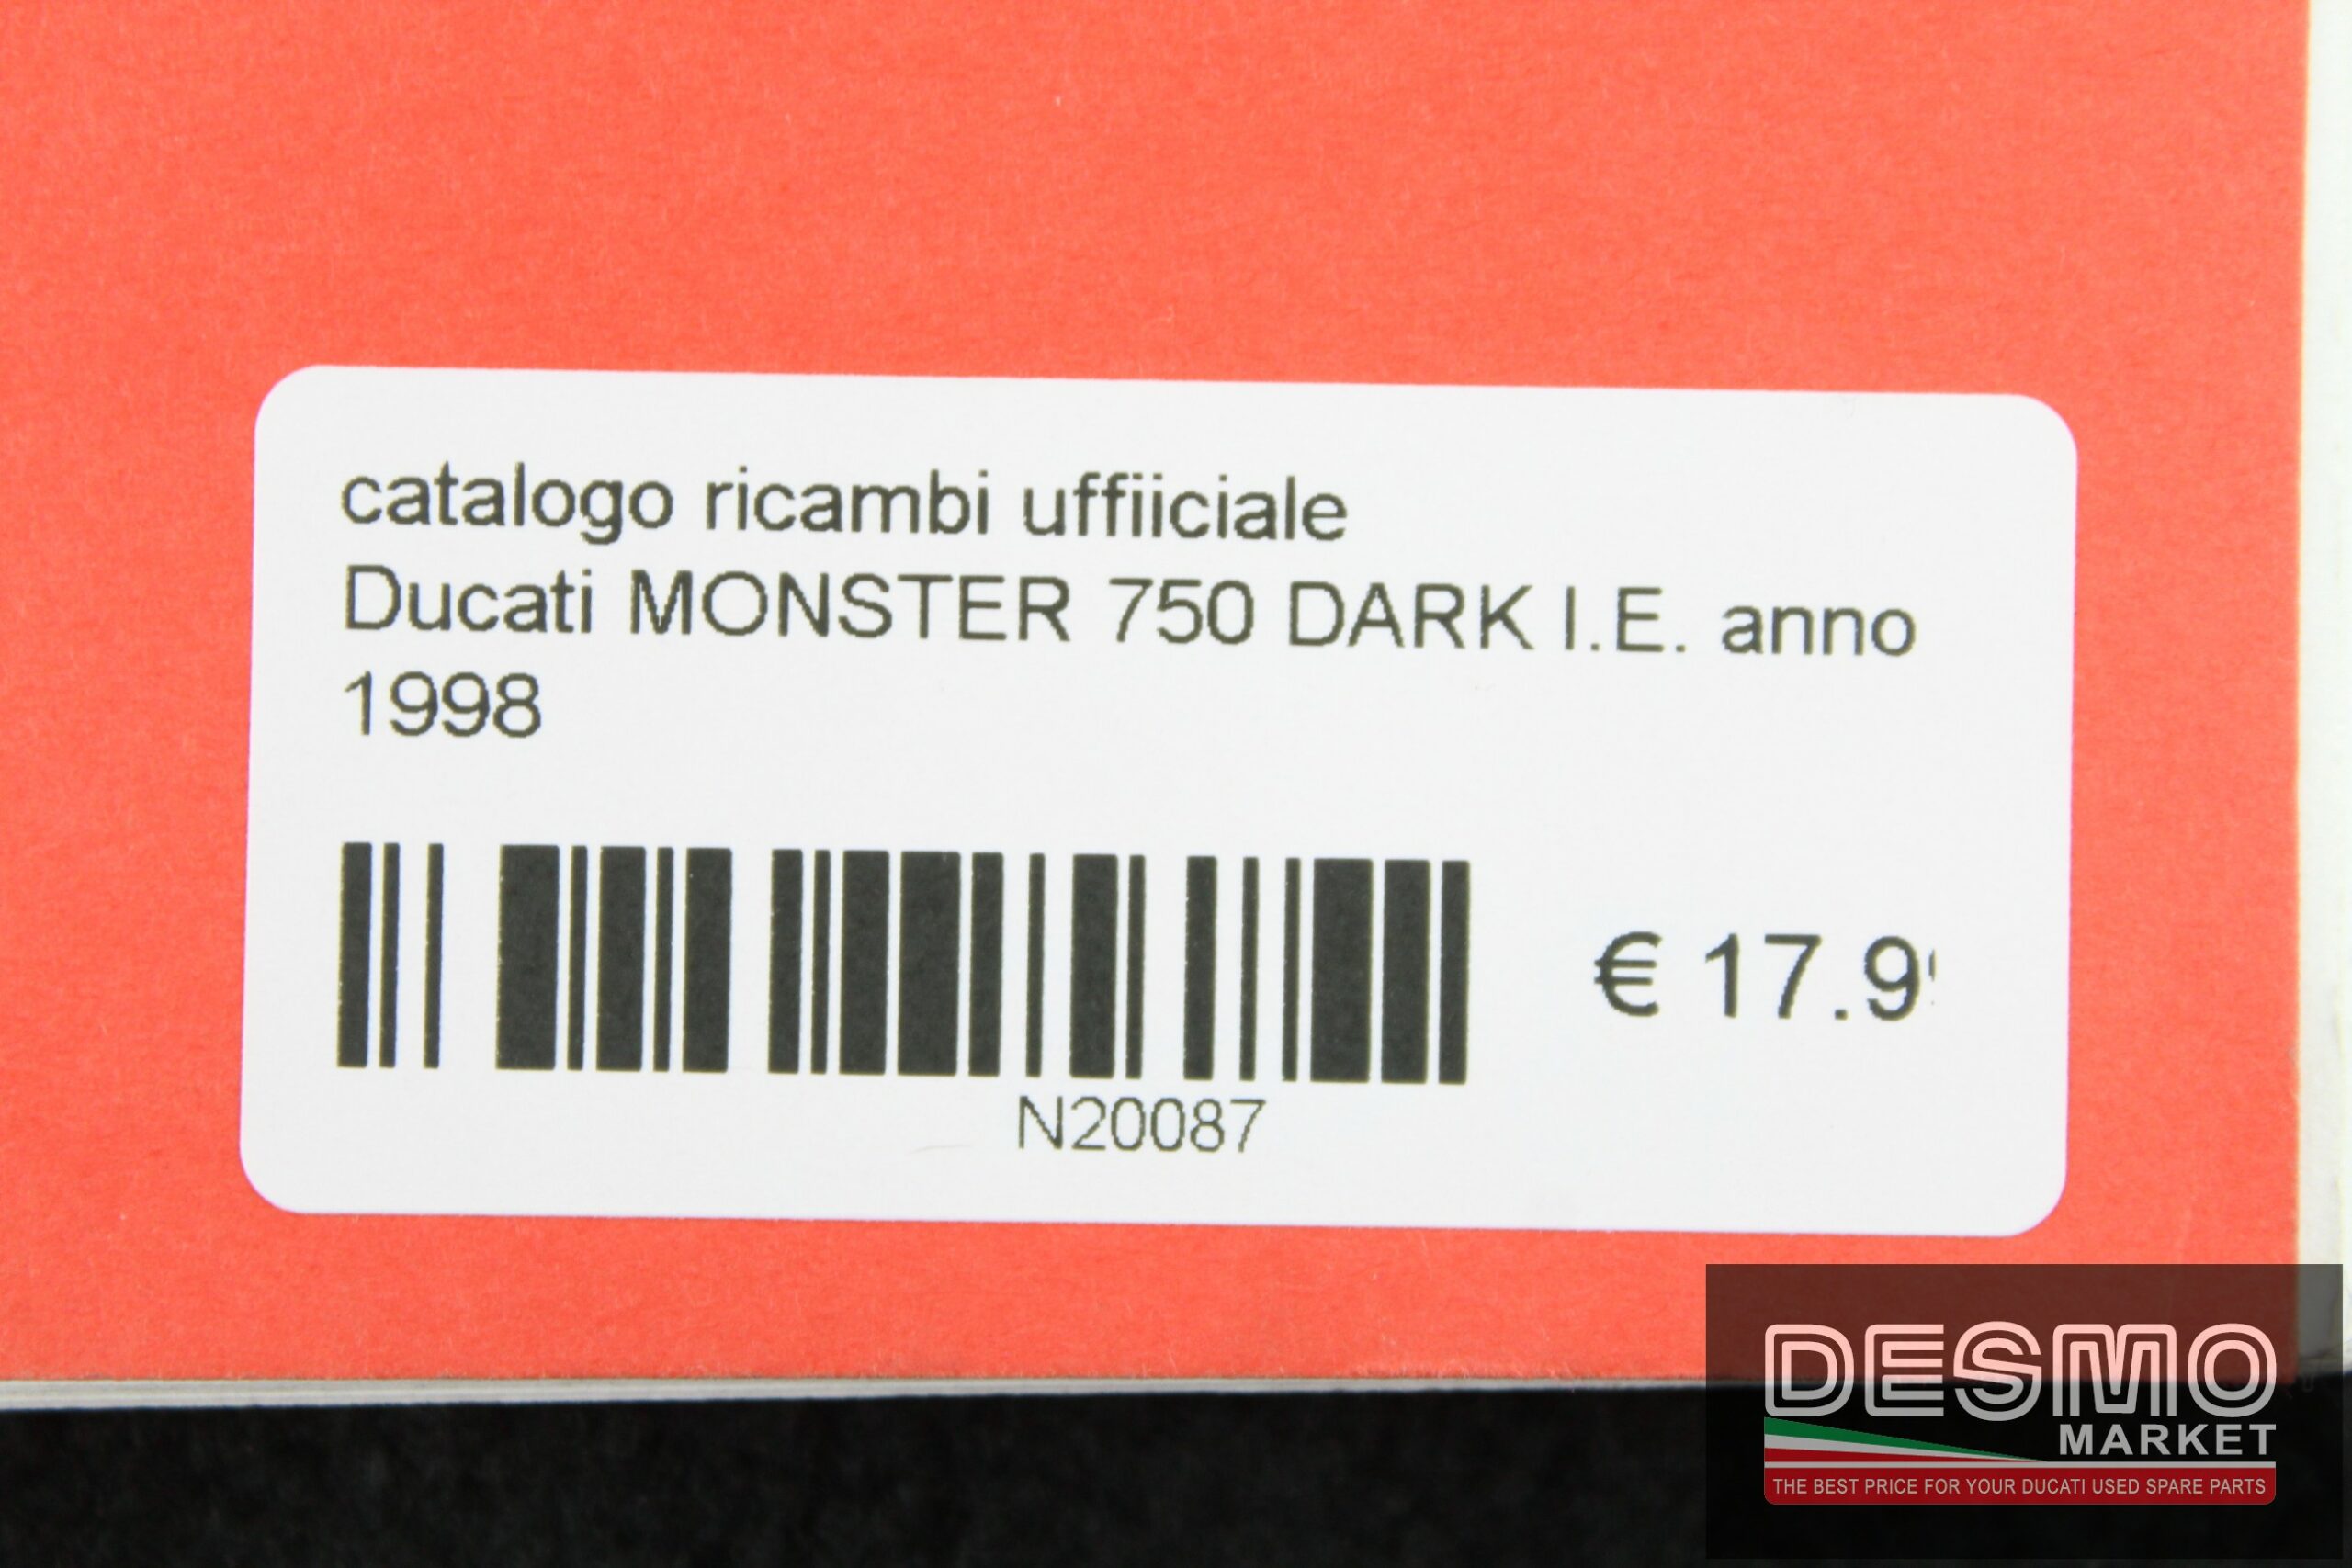 catalogo ricambi uffiiciale
Ducati MONSTER 750 DARK I.E. anno
1998
€ 17.9
N20087
DESMO
MARKET
THE BEST PRICE FOR YOUR DUCATI USED SPARE PARTS